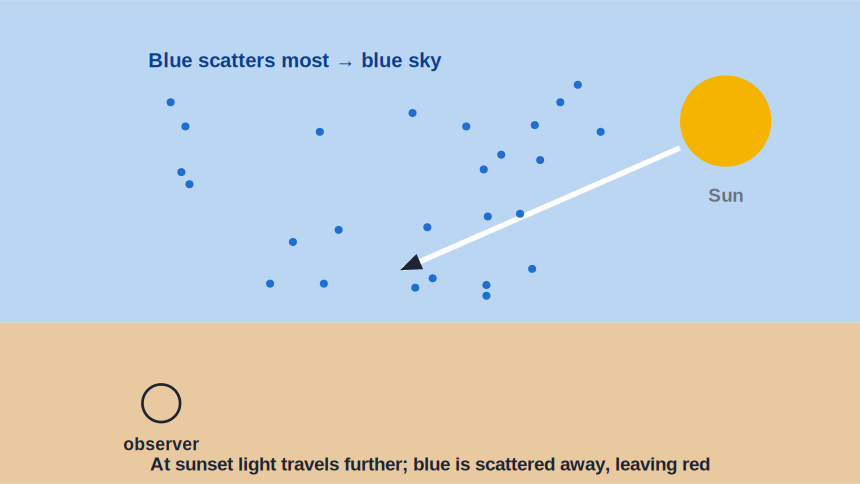 Blue scatters most → blue sky
Sun
observer
At sunset light travels further; blue is scattered away, leaving red